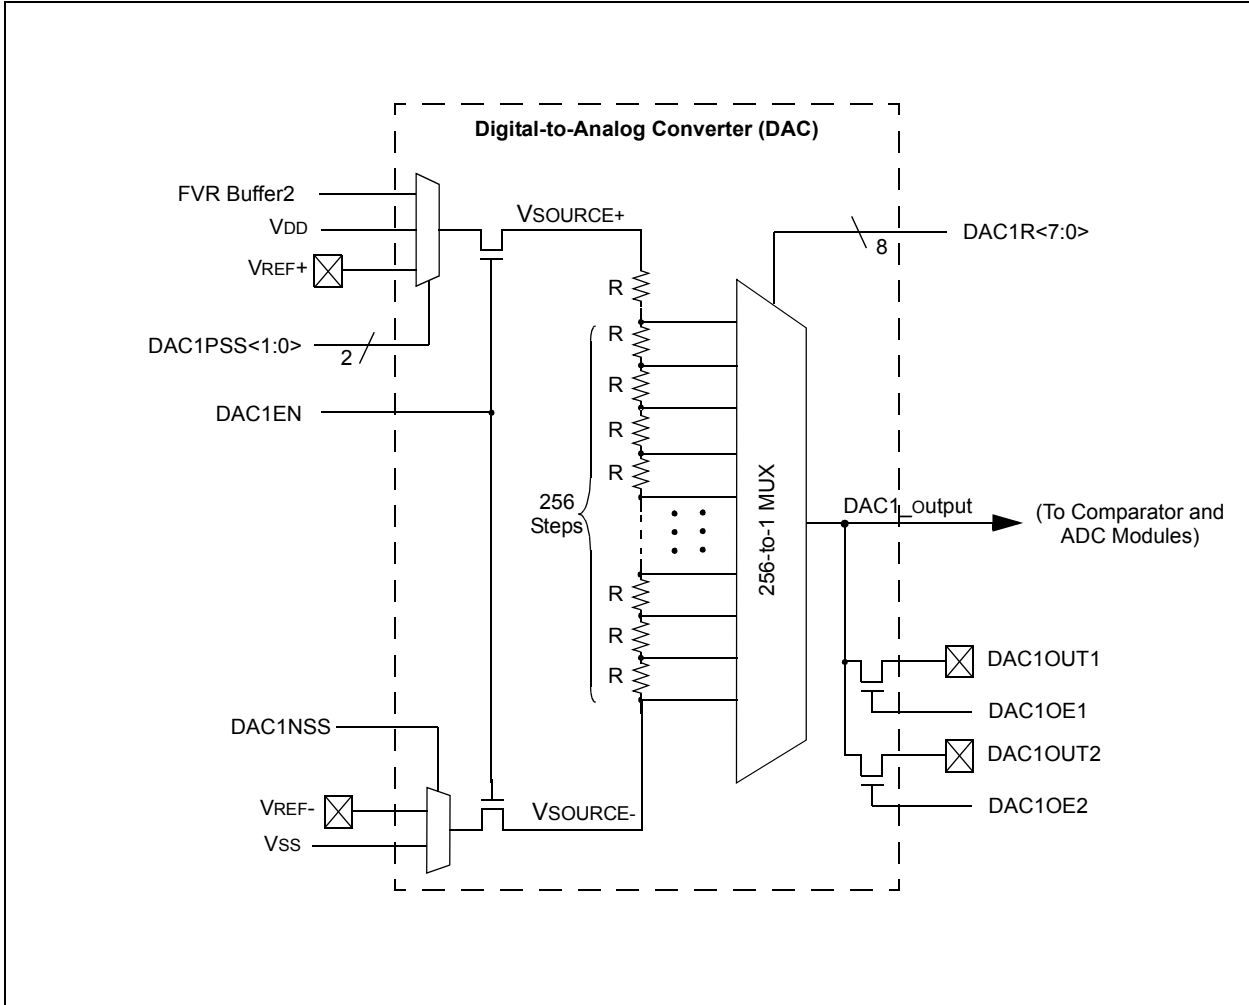 Digital-to-Analog Converter (DAC)
FVR Buffer2
VDD
VREF+
DAC1PSS<1:0>
2
DAC1EN
VSOURCE+
R
R
R
R
R
256
Steps
R
R
R
DAC1NSS
VREF-
VSS
VSOURCE-
256-to-1 MUX
8
DAC1R<7:0>
DAC1_Output
(To Comparator and
ADC Modules)
DAC1OUT1
DAC1OE1
DAC1OUT2
DAC1OE2